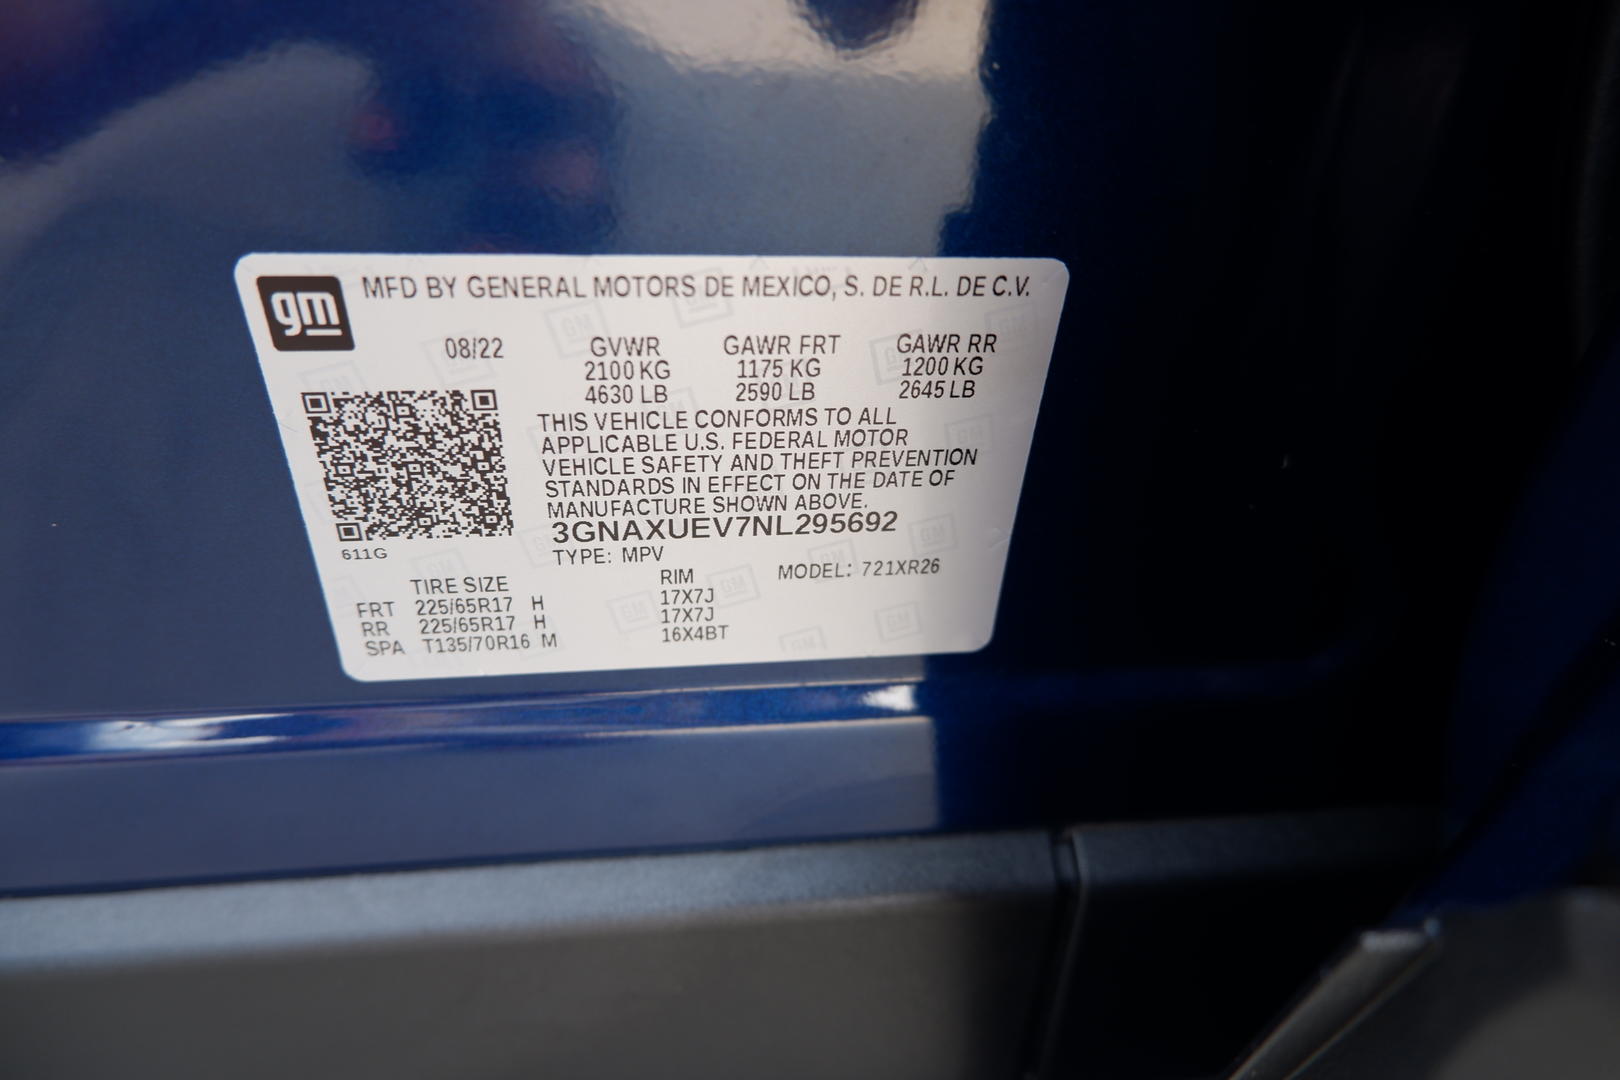 gm MFD BY GENERAL MOTORS DE MEXICO, S. DE R.L. DE C.V.
08/22 GVWR GAWR FRT GAWR RR
2100 KG 1175 KG 1200 KG
4630 LB 2590 LB 2645 LB
THIS VEHICLE CONFORMS TO ALL
APPLICABLE U.S. FEDERAL MOTOR
VEHICLE SAFETY AND THEFT PREVENTION
STANDARDS IN EFFECT ON THE DATE OF
MANUFACTURE SHOWN ABOVE.
3GNAXUEV7NL295692
611G
TYPE: MPV MODEL: 721XR26
TIRE SIZE RIM
FRT 225/65R17 H 17X7J
RR 225/65R17 H 17X7J
SPA T135/70R16 M 16X4BT